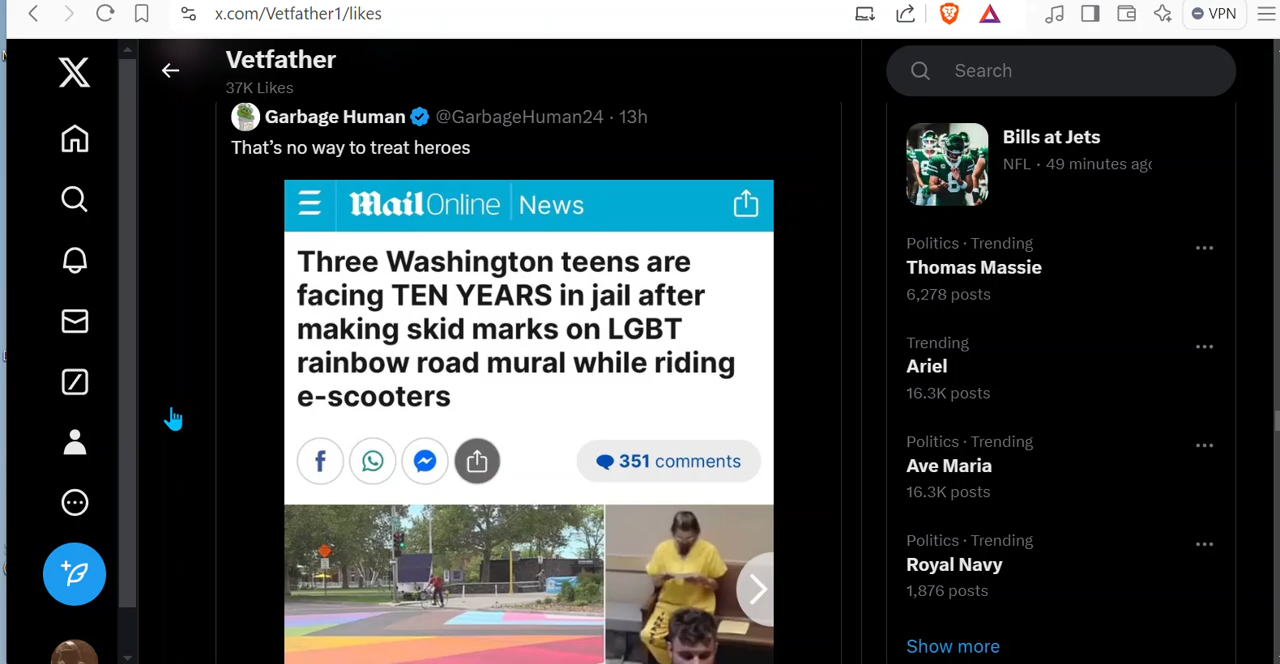 x.com/Vetfather1/likes
VPN
Vetfather
37K Likes
Garbage Human @GarbageHuman24 · 13h
That's no way to treat heroes
Mail Online News
Three Washington teens are
facing TEN YEARS in jail after
making skid marks on LGBT
rainbow road mural while riding
e-scooters
351 comments
Search
Bills at Jets
NFL · 49 minutes ago
Politics · Trending
Thomas Massie
6,278 posts
Trending
Ariel
16.3K posts
Politics · Trending
Ave Maria
16.3K posts
Politics · Trending
Royal Navy
1,876 posts
Show more